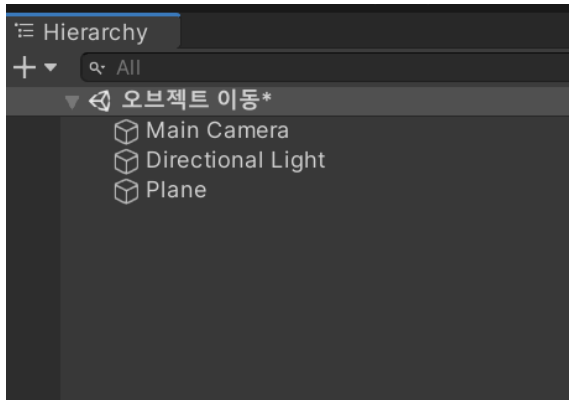 Hierarchy
All
오브젝트 이동*
Main Camera
Directional Light
Plane